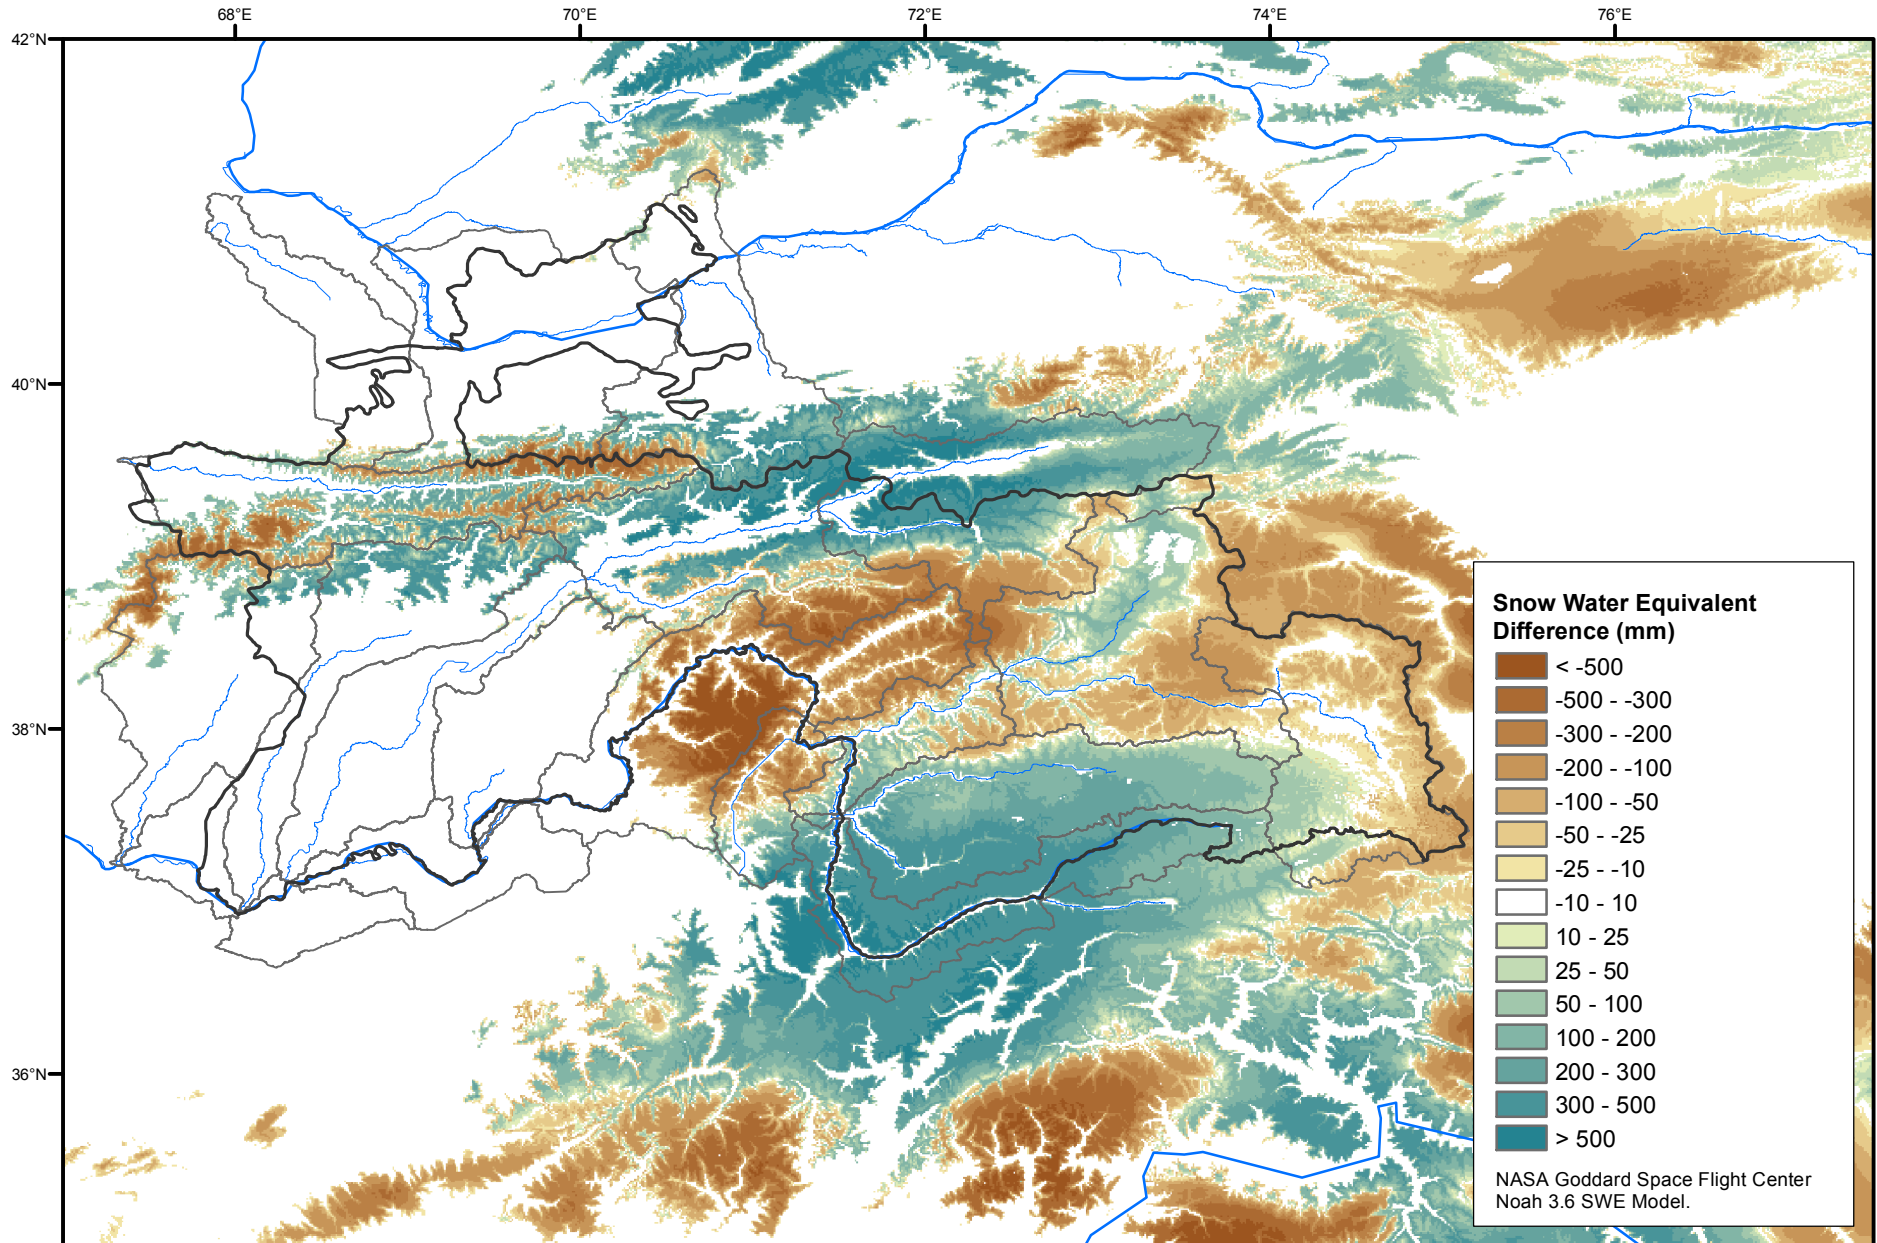 68°E
70°E
72°E
74°E
76°E
42°N
40°N
38°N
36°N
Snow Water Equivalent
Difference (mm)
< -500
-500 - -300
-300 - -200
-200 - -100
-100 - -50
-50 - -25
-25 - -10
-10 - 10
10 - 25
25 - 50
50 - 100
100 - 200
200 - 300
300 - 500
> 500
NASA Goddard Space Flight Center
Noah 3.6 SWE Model.